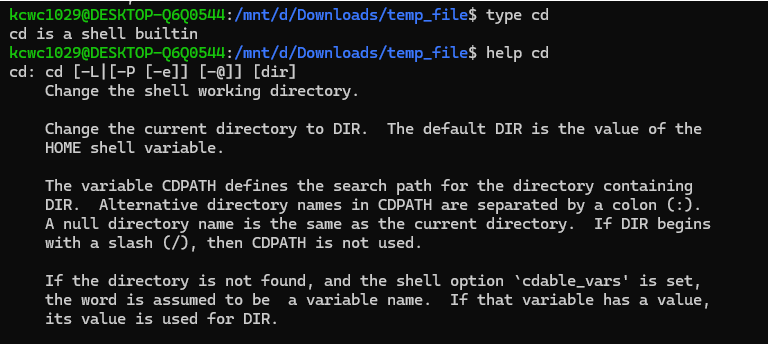 kcwc1029@DESKTOP-Q6Q0544:/mnt/d/Downloads/temp_file$ type cd
cd is a shell builtin
kcwc1029@DESKTOP-Q6Q0544:/mnt/d/Downloads/temp_file$ help cd
cd: cd [-L|[-P [-e]] [-@]] [dir]
    Change the shell working directory.

    Change the current directory to DIR.  The default DIR is the value of the
    HOME shell variable.

    The variable CDPATH defines the search path for the directory containing
    DIR.  Alternative directory names in CDPATH are separated by a colon (:).
    A null directory name is the same as the current directory.  If DIR begins
    with a slash (/), then CDPATH is not used.

    If the directory is not found, and the shell option `cdable_vars' is set,
    the word is assumed to be  a variable name.  If that variable has a value,
    its value is used for DIR.